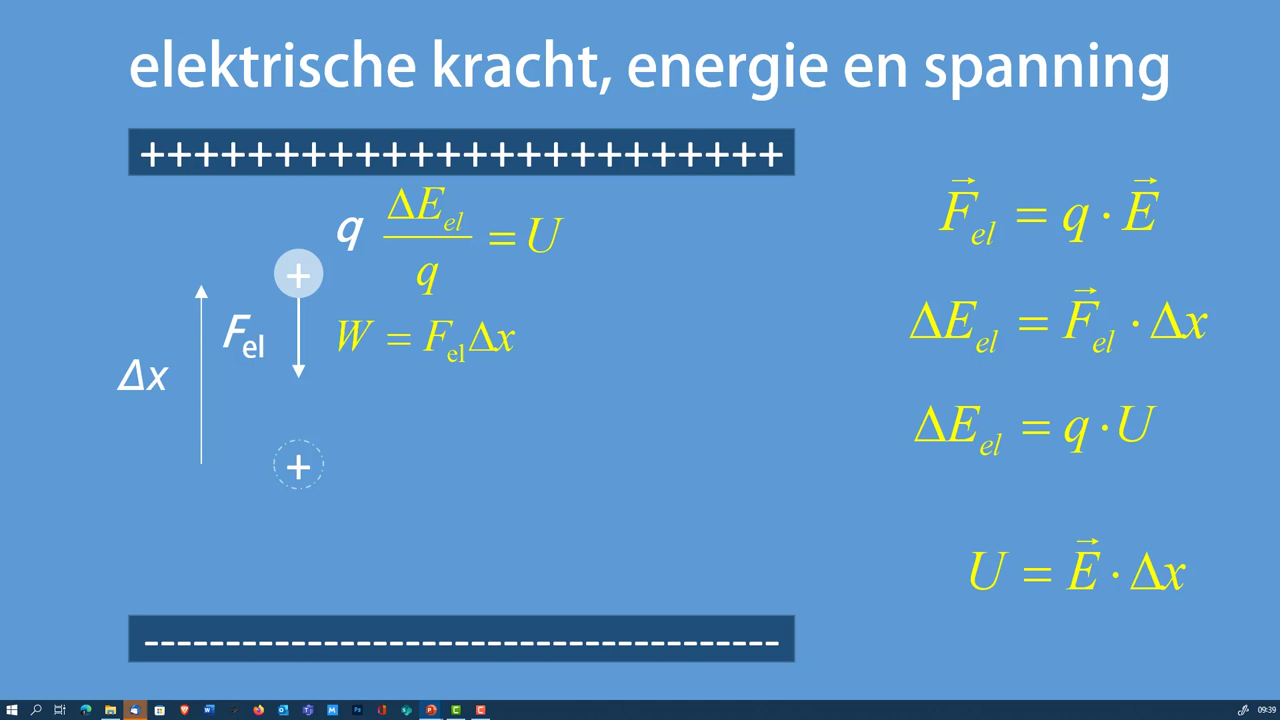 elektrische kracht, energie en spanning
++++++++++++++++++++++++
q ΔE_el / q = U
+
F_el
W = F_el Δx
Δx
+
-----------------------------------
F⃗_el = q · E⃗
ΔE_el = F⃗_el · Δx
ΔE_el = q · U
U = E⃗ · Δx
09:39